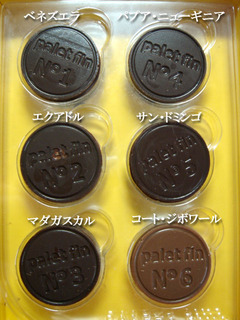 ベネズエラ
palet fin
Nº1
パプア・ニューギニア
palet fin
Nº4
エクアドル
palet fin
Nº2
サン・ドミンゴ
palet fin
Nº5
マダガスカル
palet fin
Nº3
コート・ジボワール
palet fin
Nº6